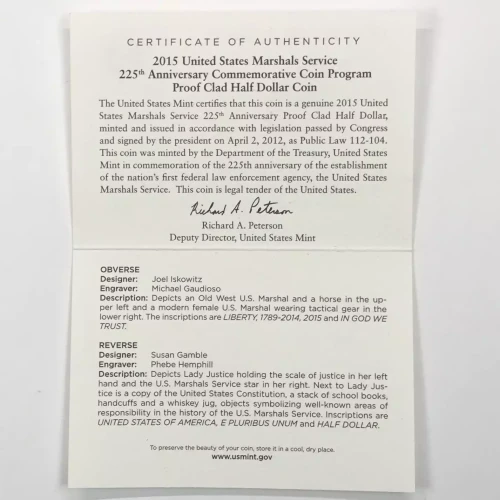 CERTIFICATE OF AUTHENTICITY
2015 United States Marshals Service
225th Anniversary Commemorative Coin Program
Proof Clad Half Dollar Coin
The United States Mint certifies that this coin is a genuine 2015 United
States Marshals Service 225th Anniversary Proof Clad Half Dollar,
minted and issued in accordance with legislation passed by Congress
and signed by the president on April 2, 2012, as Public Law 112-104.
This coin was minted by the Department of the Treasury, United States
Mint in commemoration of the 225th anniversary of the establishment
of the nation's first federal law enforcement agency, the United States
Marshals Service. This coin is legal tender of the United States.
Richard A. Peterson
Richard A. Peterson
Deputy Director, United States Mint
OBVERSE
Designer: Joel Iskowitz
Engraver: Michael Gaudioso
Description: Depicts an Old West U.S. Marshal and a horse in the up-
per left and a modern female U.S. Marshal wearing tactical gear in the
lower right. The inscriptions are LIBERTY, 1789-2014, 2015 and IN GOD WE
TRUST.
REVERSE
Designer: Susan Gamble
Engraver: Phebe Hemphill
Description: Depicts Lady Justice holding the scale of justice in her left
hand and the U.S. Marshals Service star in her right. Next to Lady Jus-
tice is a copy of the United States Constitution, a stack of school books,
handcuffs and a whiskey jug, objects symbolizing well-known areas of
responsibility in the history of the U.S. Marshals Service. Inscriptions are
UNITED STATES OF AMERICA, E PLURIBUS UNUM and HALF DOLLAR.
To preserve the beauty of your coin, store it in a cool, dry place.
www.usmint.gov